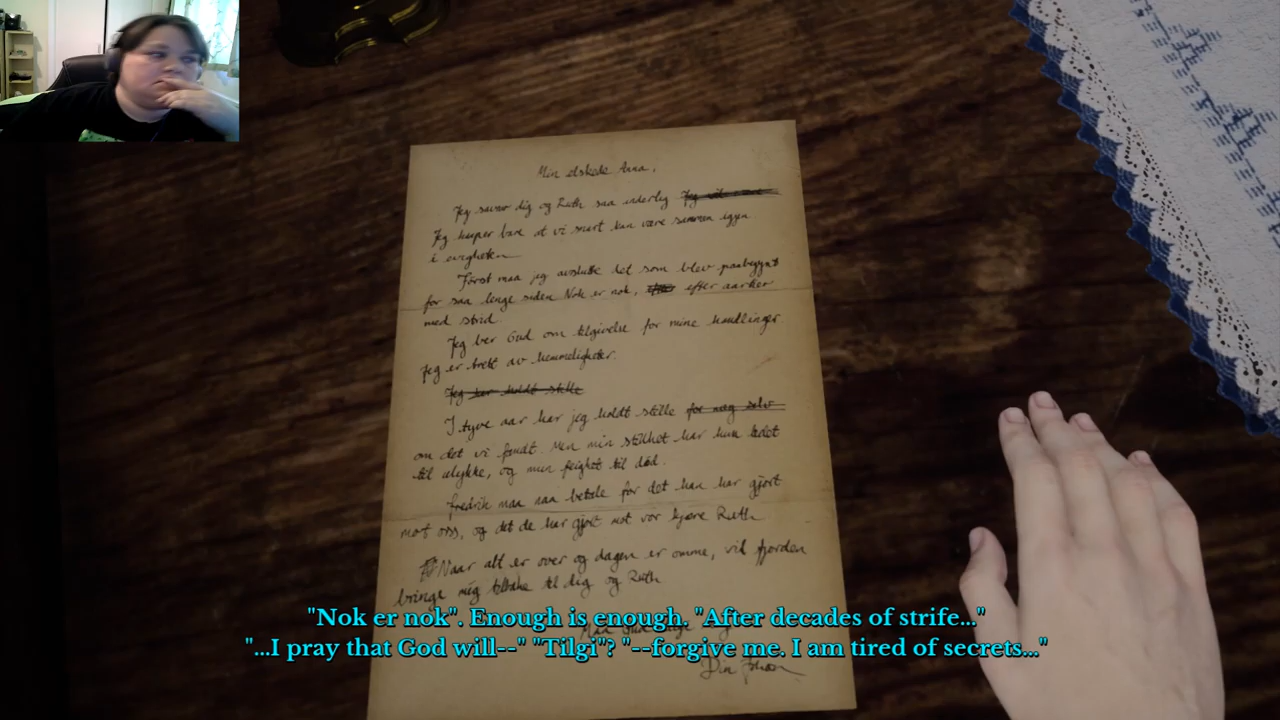 Min elskede Anna,
Jeg savner dig og Ruth saa inderlig
Jeg haaper bare at vi snart kan være sammen igjen
i evigheten
Först maa jeg avslutte det som blev paabegynt
for saa lenge siden Nok er nok, efter aarker
med strid.
Jeg ber Gud om tilgivelse for mine handlinger
Jeg er trett av hemmeligheter.
Jeg har holdt stille
I tyve aar har jeg holdt stille for meg selv
om det vi fandt. Men min stillhet har kun ledet
til ulykke, og min feighet til död.
Fredrik maa naa betale for det han har gjort
mot oss, og det de har gjort mot vor kjære Ruth
Naar alt er over og dagen er omme, vil fjorden
bringe mig tilbake til dig og Ruth
"Nok er nok". Enough is enough. "After decades of strife..."
"...I pray that God will--" "Tilgi"? "--forgive me. I am tired of secrets..."
Din Johan